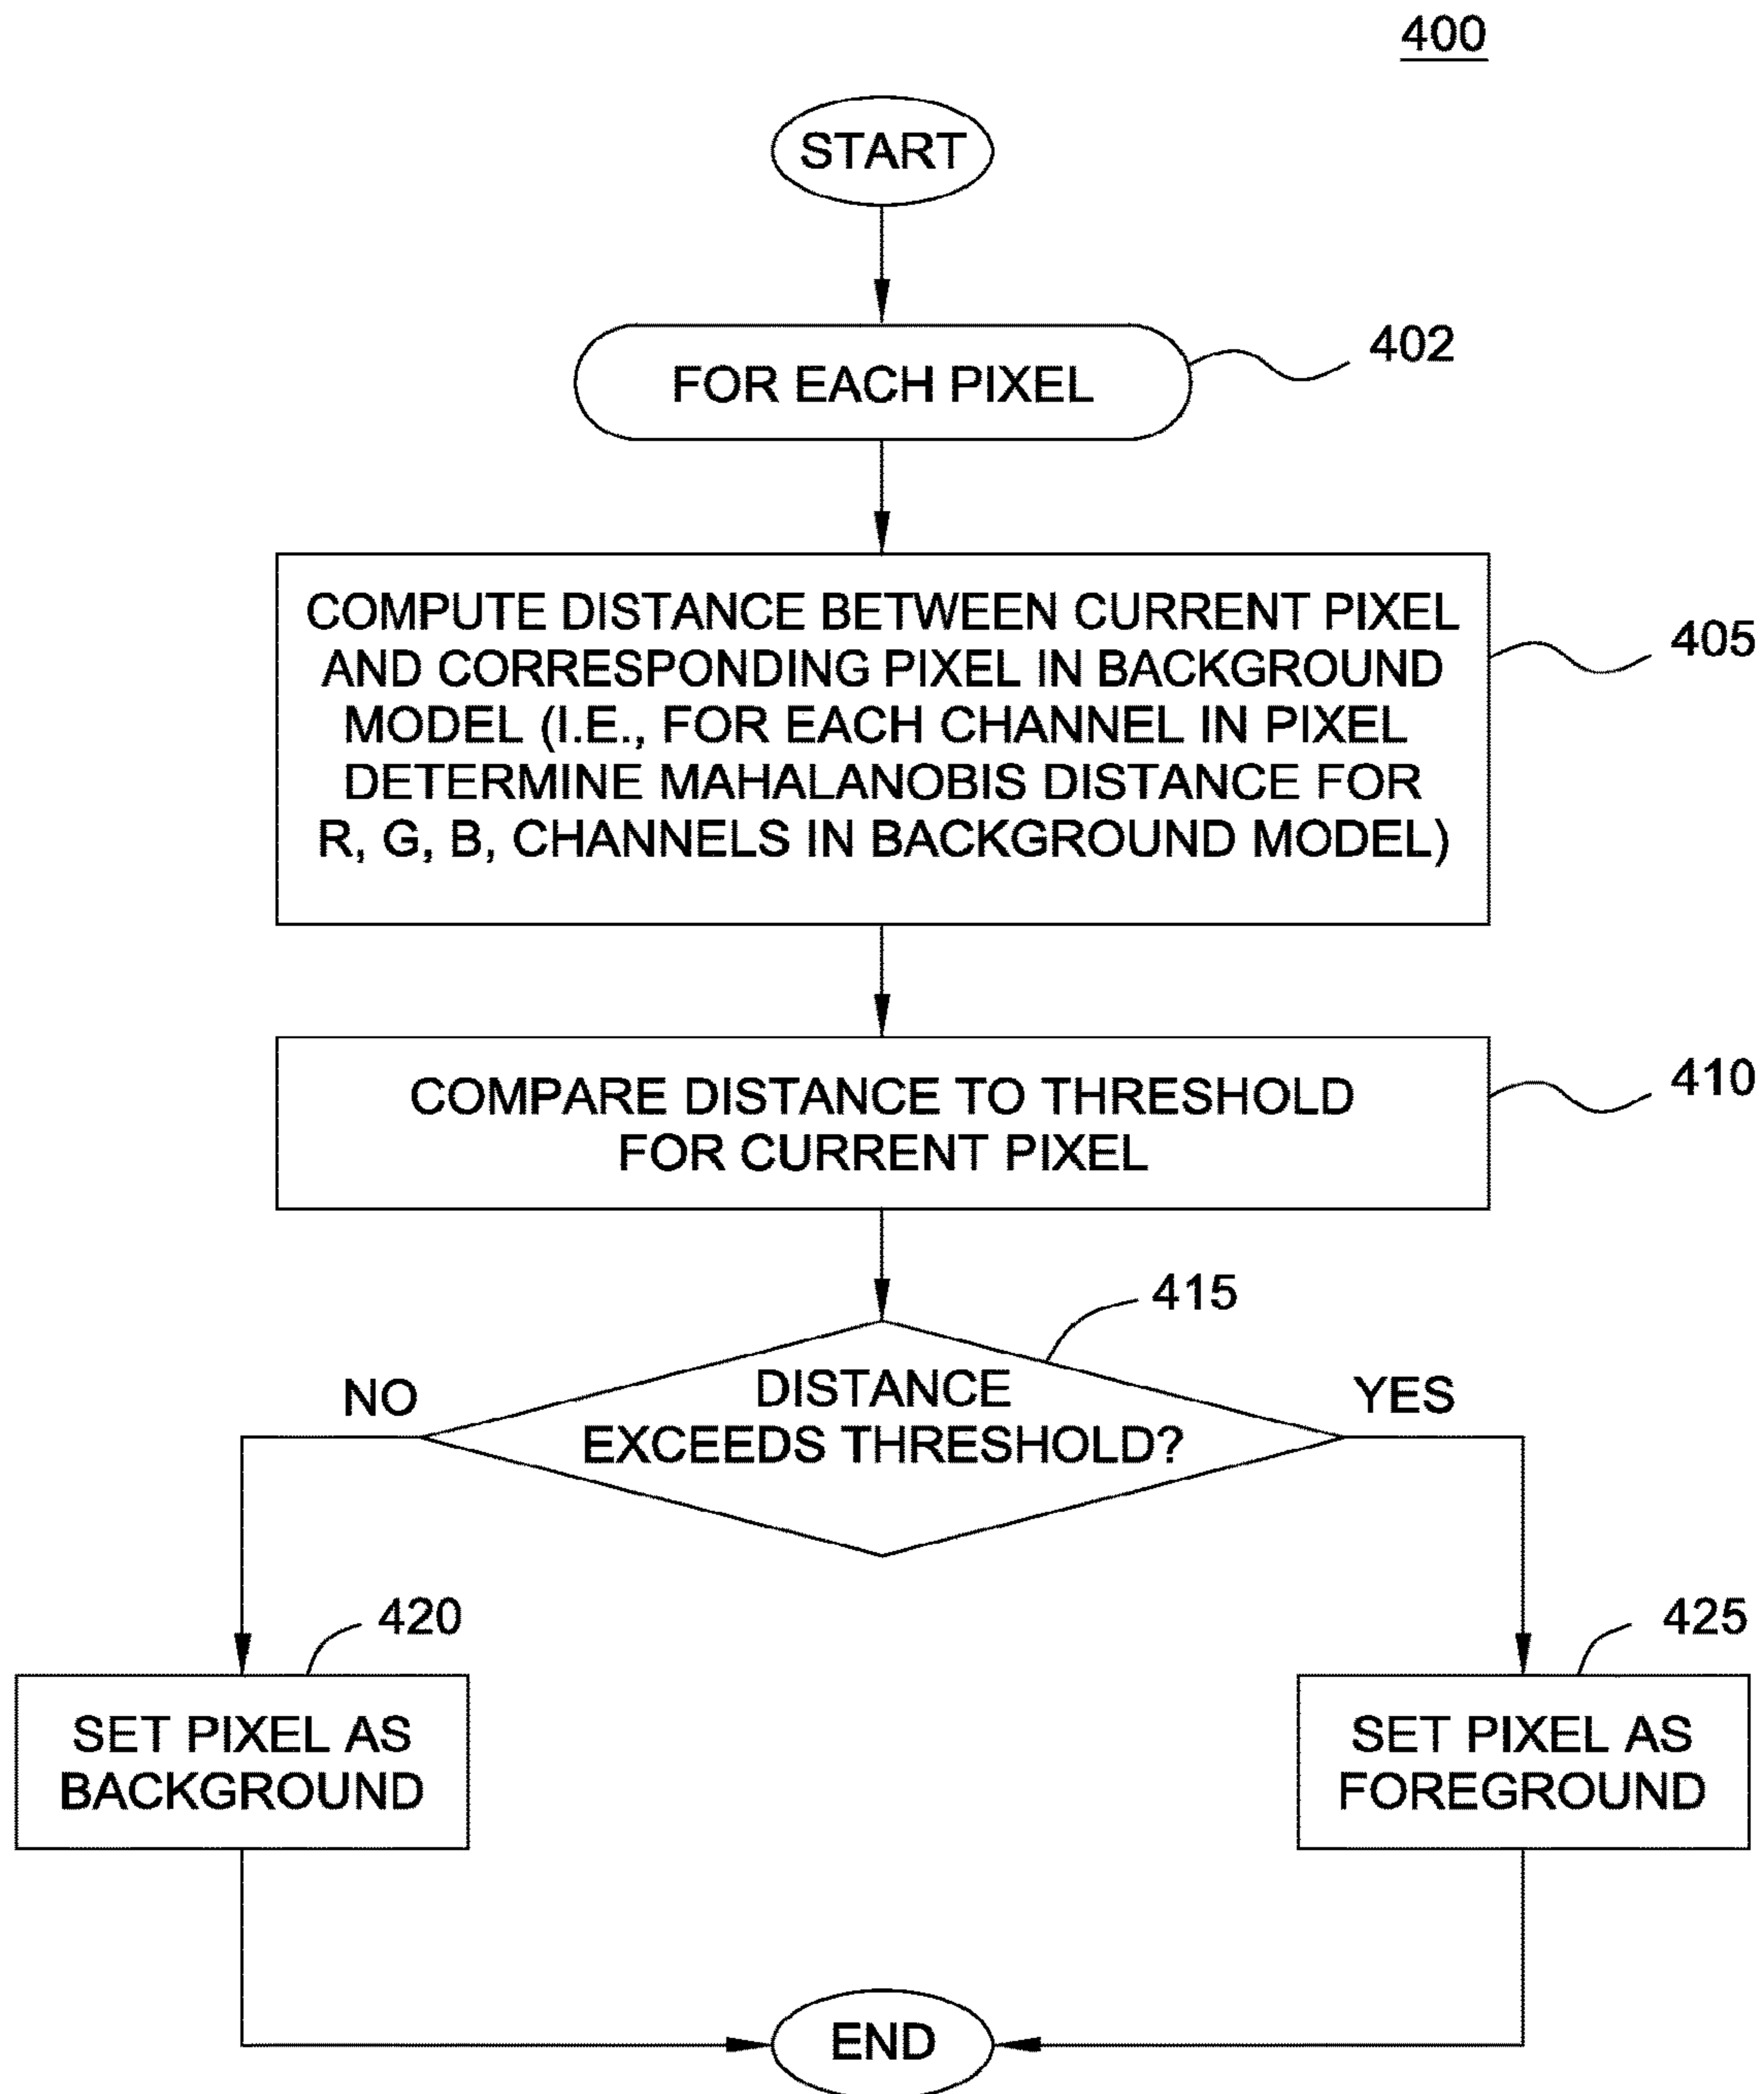 400
START
FOR EACH PIXEL
402
COMPUTE DISTANCE BETWEEN CURRENT PIXEL
AND CORRESPONDING PIXEL IN BACKGROUND
MODEL (I.E., FOR EACH CHANNEL IN PIXEL
DETERMINE MAHALANOBIS DISTANCE FOR
R, G, B, CHANNELS IN BACKGROUND MODEL)
405
COMPARE DISTANCE TO THRESHOLD
FOR CURRENT PIXEL
410
415
DISTANCE
EXCEEDS THRESHOLD?
NO
YES
420
SET PIXEL AS
BACKGROUND
425
SET PIXEL AS
FOREGROUND
END